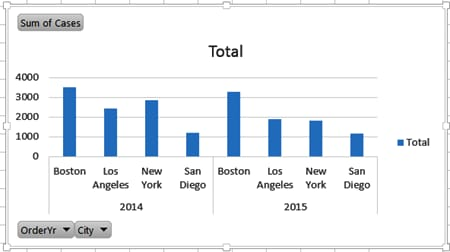 Sum of Cases
Total
4000
3000
2000
1000
0
Boston Los Angeles New York San Diego Boston Los Angeles New York San Diego
2014 2015
Total
OrderYr City